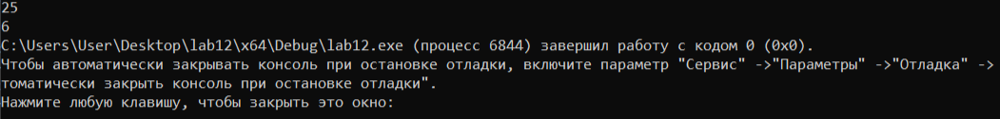 25
6
C:\Users\User\Desktop\lab12\x64\Debug\lab12.exe (процесс 6844) завершил работу с кодом 0 (0x0).
Чтобы автоматически закрывать консоль при остановке отладки, включите параметр "Сервис" ->"Параметры" ->"Отладка" ->
томатически закрыть консоль при остановке отладки".
Нажмите любую клавишу, чтобы закрыть это окно: